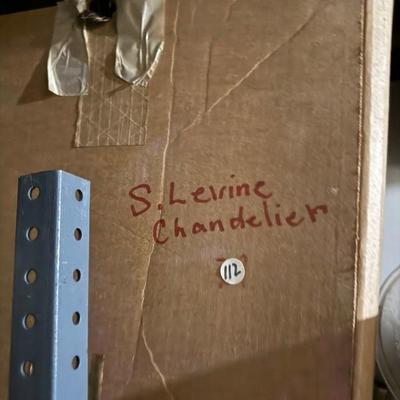 S. Levine
Chandelier
112